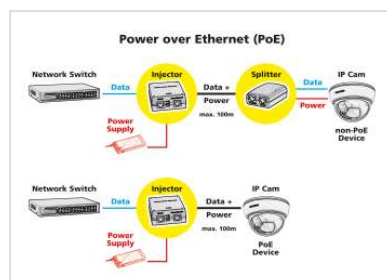 Power over Ethernet (PoE)
Network Switch
Injector
Splitter
IP Cam
Data
Data +
Power
max. 100m
Data
Power
Power
Supply
non-PoE
Device
Network Switch
Injector
IP Cam
Data
Data +
Power
max. 100m
Power
Supply
PoE
Device